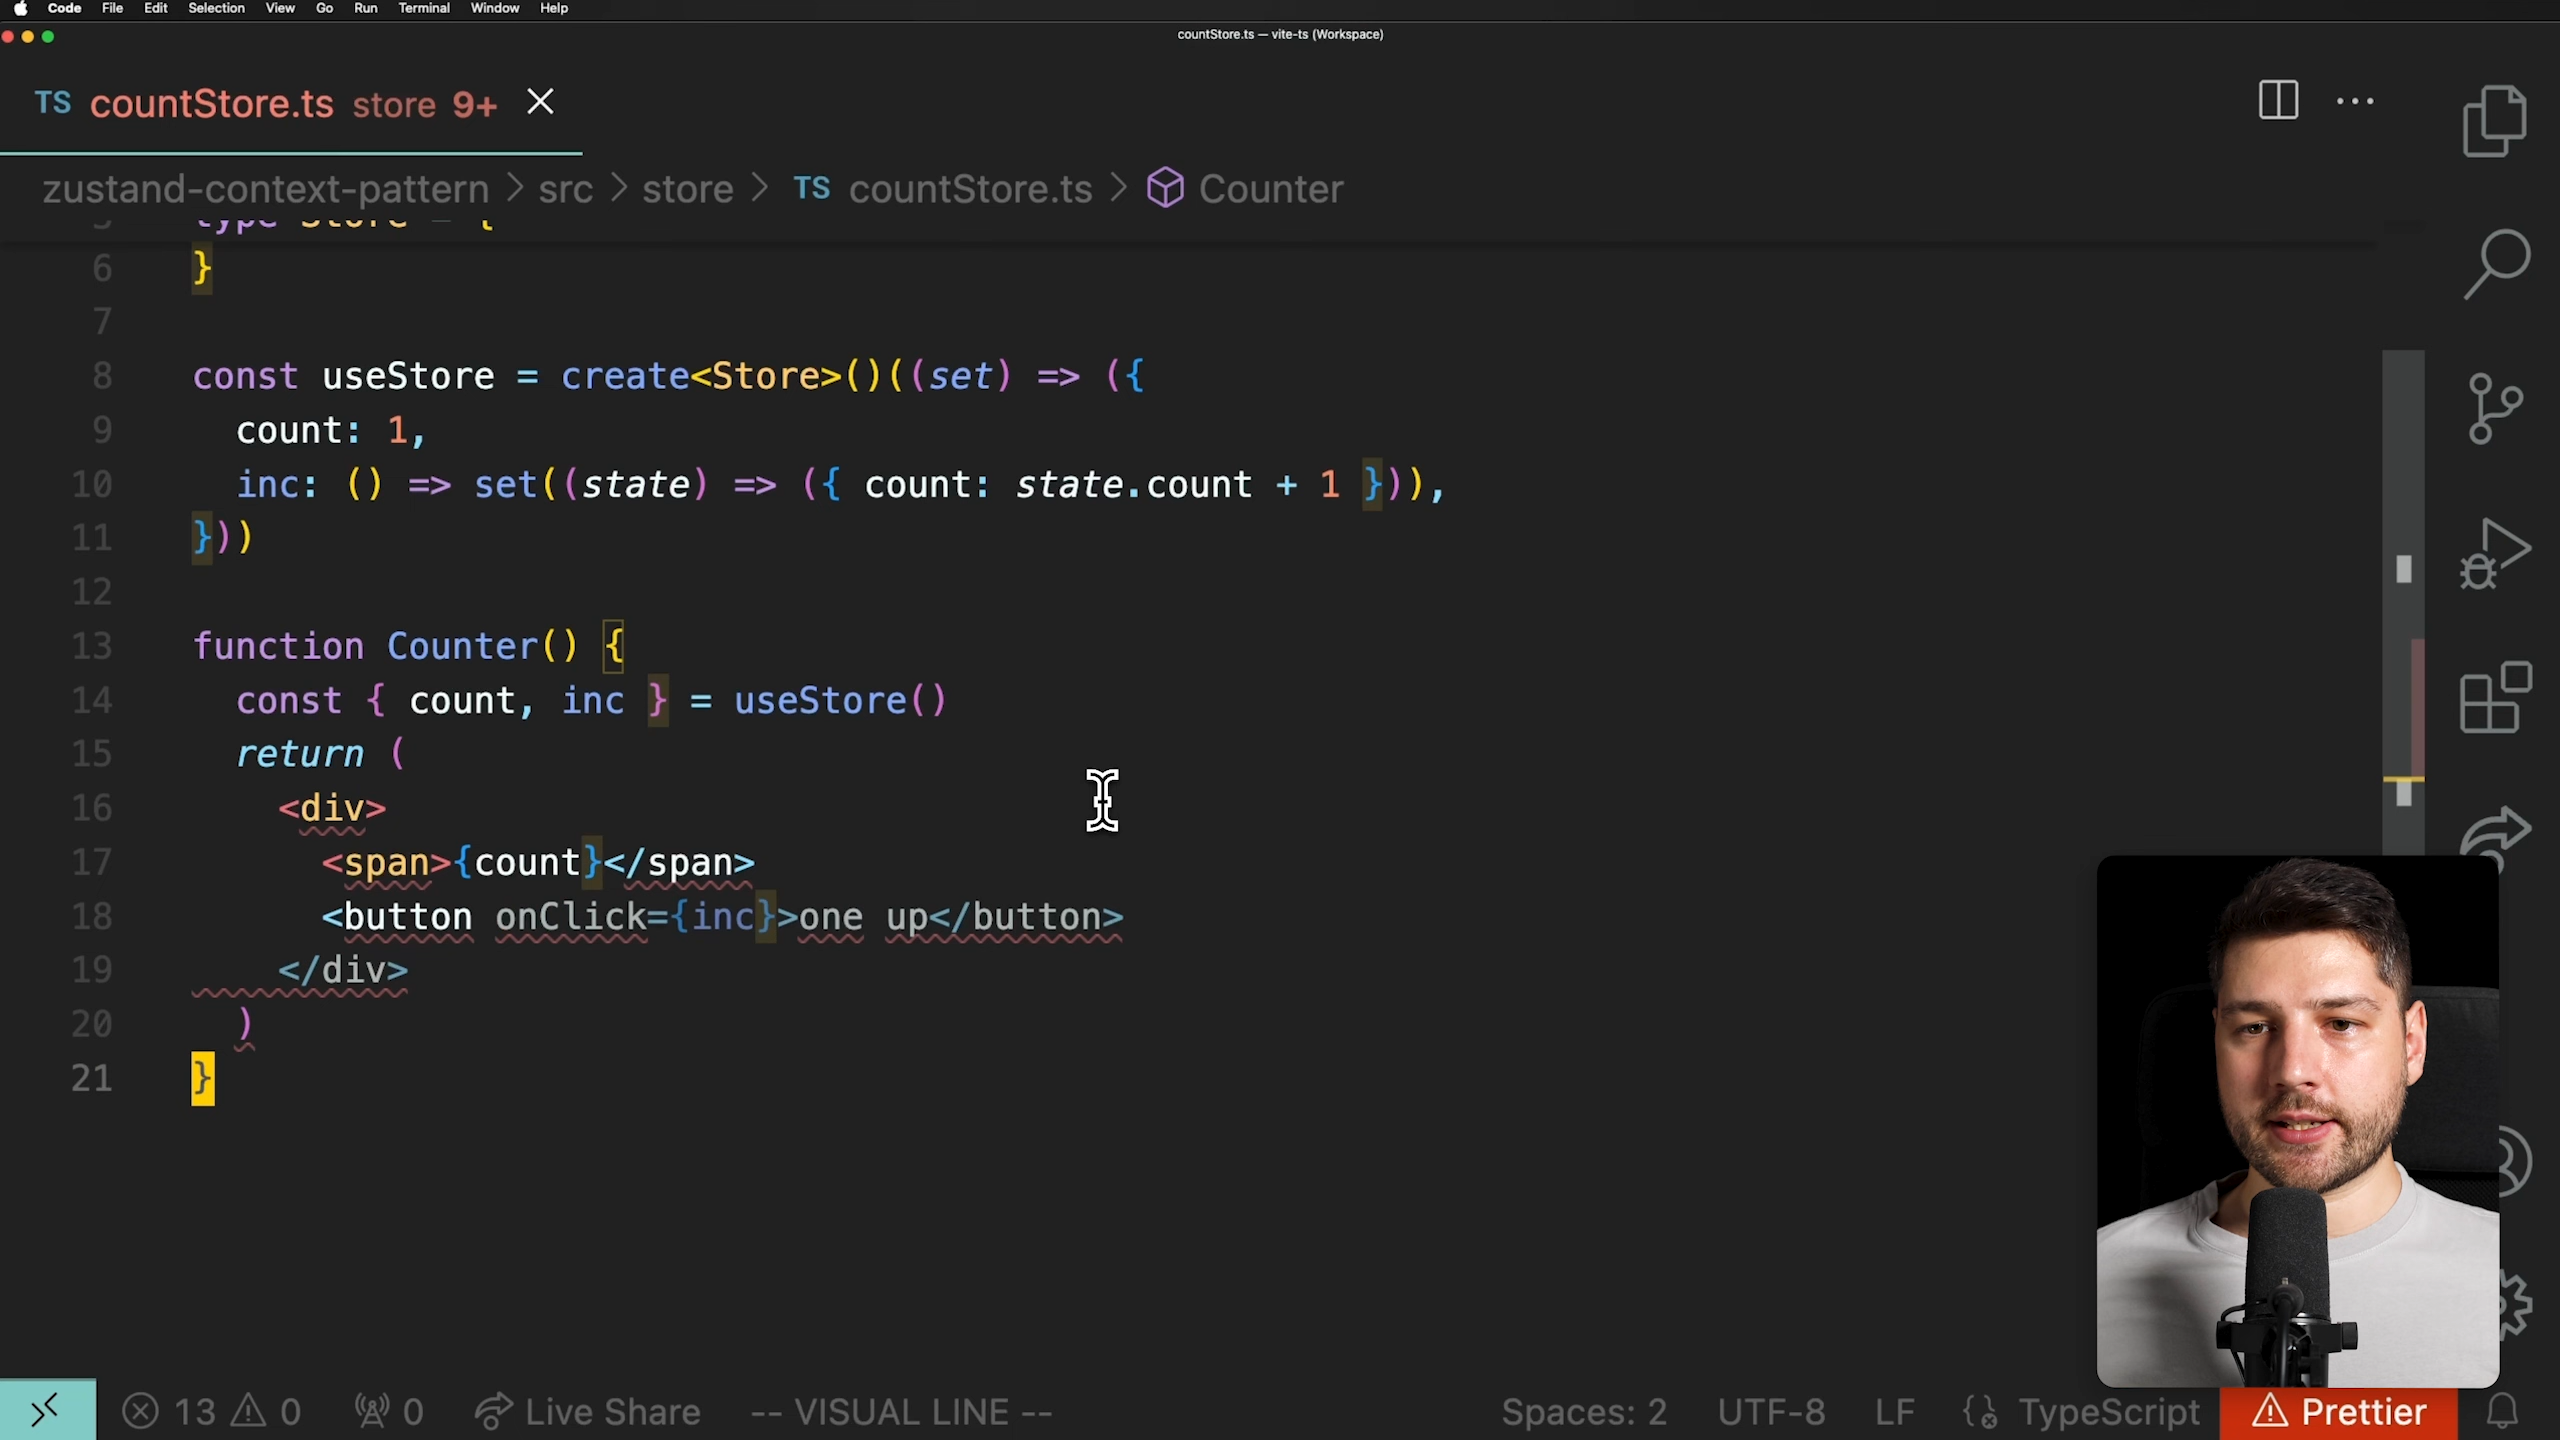 Code File Edit Selection View Go Run Terminal Window Help
countStore.ts — vite-ts (Workspace)
TS countStore.ts store 9+
zustand-context-pattern > src > store > TS countStore.ts > Counter
5 type Store = {
6 }
7
8 const useStore = create<Store>()((set) => ({
9 count: 1,
10 inc: () => set((state) => ({ count: state.count + 1 })),
11 }))
12
13 function Counter() {
14 const { count, inc } = useStore()
15 return (
16 <div>
17 <span>{count}</span>
18 <button onClick={inc}>one up</button>
19 </div>
20 )
21 }
13 0 0 Live Share -- VISUAL LINE -- Spaces: 2 UTF-8 LF TypeScript Prettier